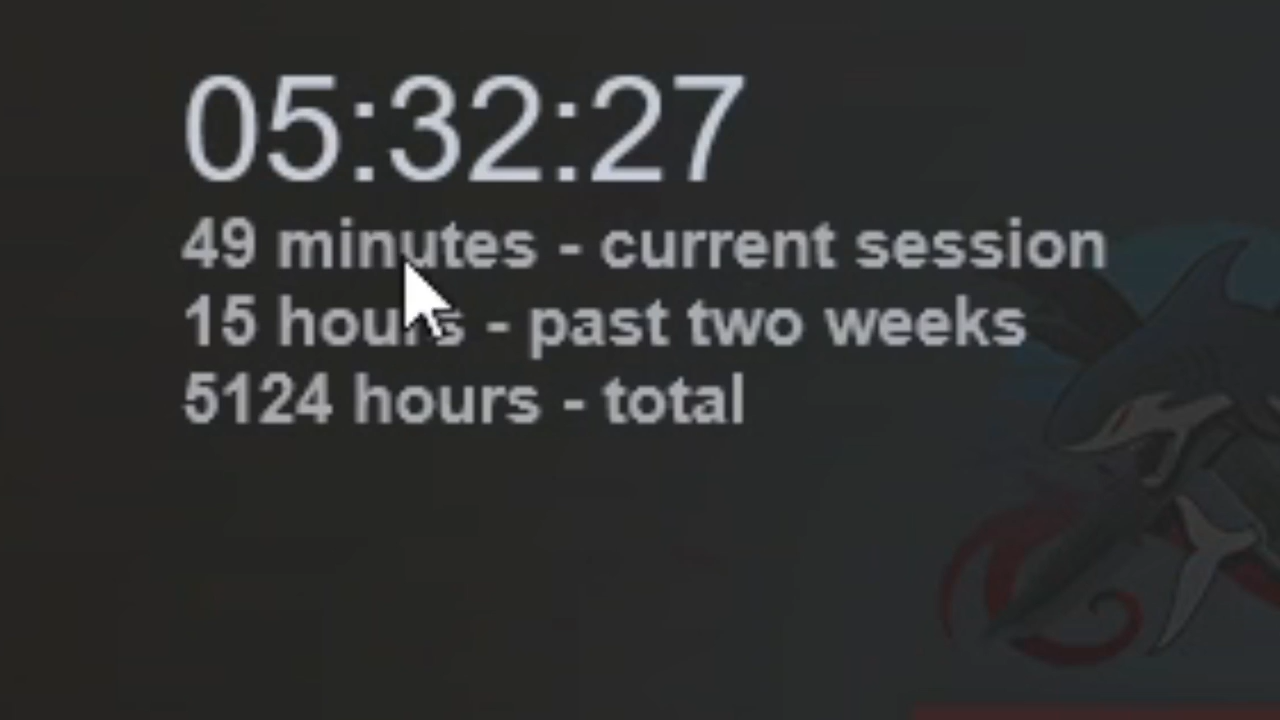 05:32:27
49 minutes - current session
15 hours - past two weeks
5124 hours - total